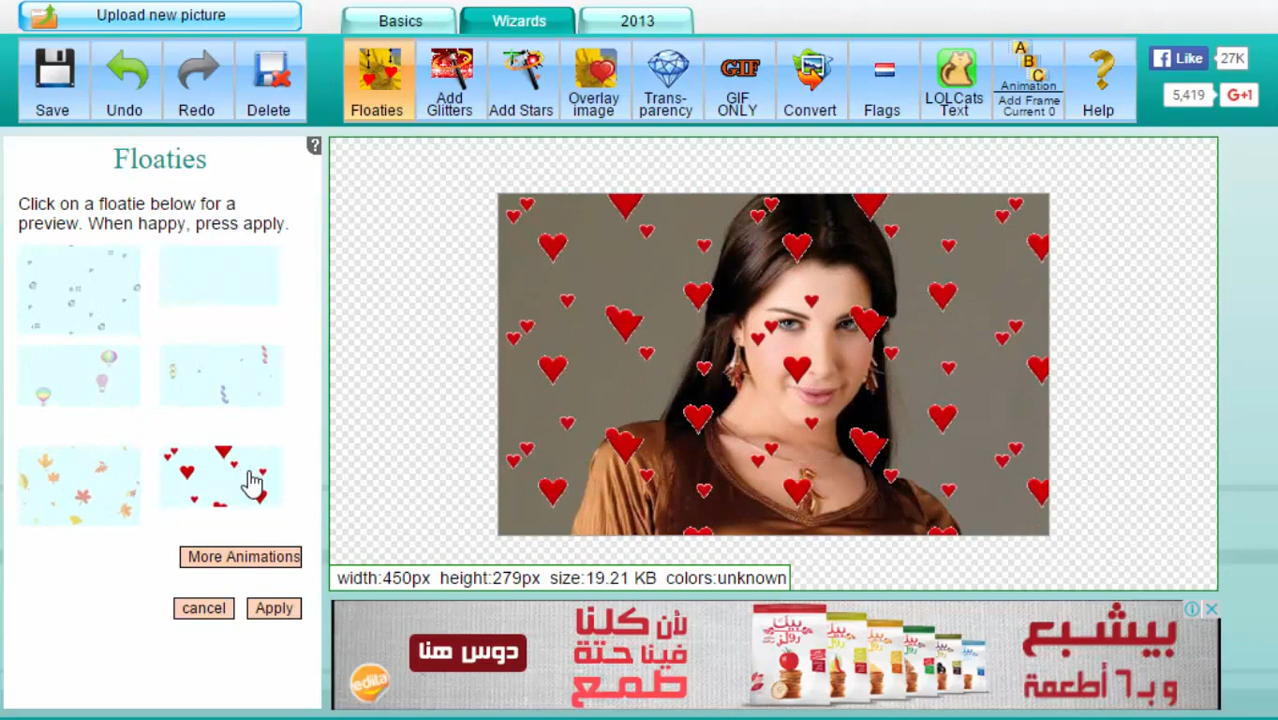 Upload new picture
Basics
Wizards
2013
Save
Undo
Redo
Delete
Floaties
Add Glitters
Add Stars
Overlay image
Trans-parency
GIF
GIF ONLY
Convert
Flags
LOLCats Text
A
B
C
Animation
Add Frame
Current 0
?
Help
f Like
27K
5,419
G+1
Floaties
?
Click on a floatie below for a
preview. When happy, press apply.
More Animations
cancel
Apply
width:450px height:279px size:19.21 KB colors:unknown
edita
دوس هنا
لأن كلنا
فينا حتة
طمع
بيشبع
وب٦ أطعمة